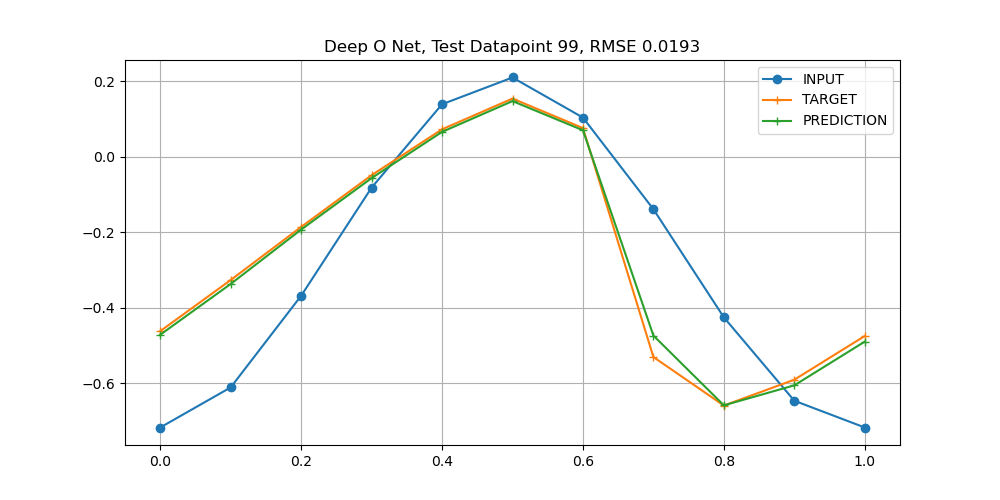 Deep O Net, Test Datapoint 99, RMSE 0.0193
INPUT
TARGET
PREDICTION
0.2
0.0
−0.2
−0.4
−0.6
0.0 0.2 0.4 0.6 0.8 1.0